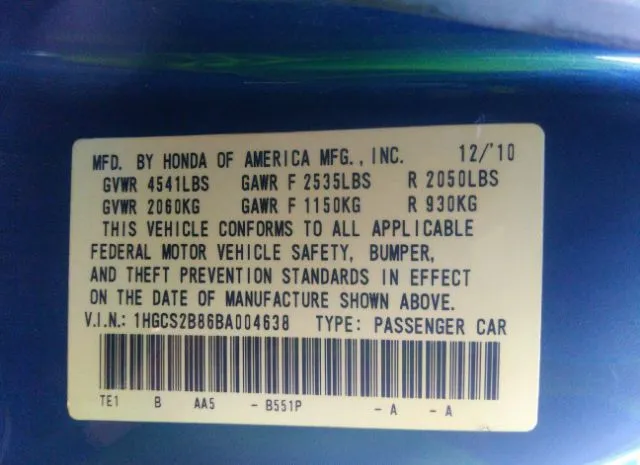 MFD. BY HONDA OF AMERICA MFG., INC. 12/'10
GVWR 4541LBS GAWR F 2535LBS R 2050LBS
GVWR 2060KG GAWR F 1150KG R 930KG
THIS VEHICLE CONFORMS TO ALL APPLICABLE
FEDERAL MOTOR VEHICLE SAFETY, BUMPER,
AND THEFT PREVENTION STANDARDS IN EFFECT
ON THE DATE OF MANUFACTURE SHOWN ABOVE.
V.I.N.: 1HGCS2B86BA004638 TYPE: PASSENGER CAR
TE1 B AA5 - B551P - A - A